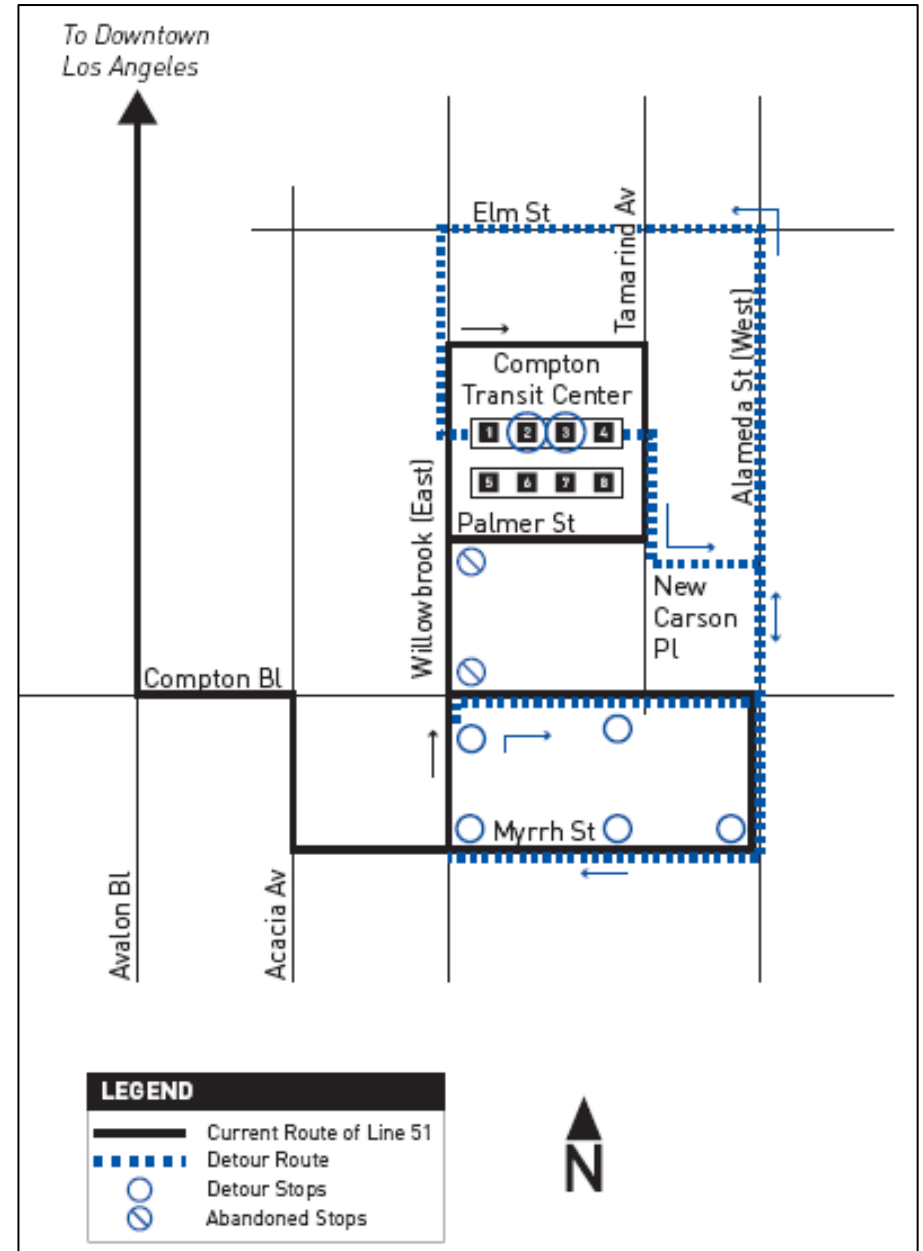 To Downtown
Los Angeles
Elm St
Tamarind Av
Alameda St (West)
Compton
Transit Center
1 2 3 4
5 6 7 8
Willowbrook (East)
Palmer St
New
Carson
Pl
Compton Bl
Myrrh St
Avalon Bl
Acacia Av
LEGEND
Current Route of Line 51
Detour Route
Detour Stops
Abandoned Stops
N